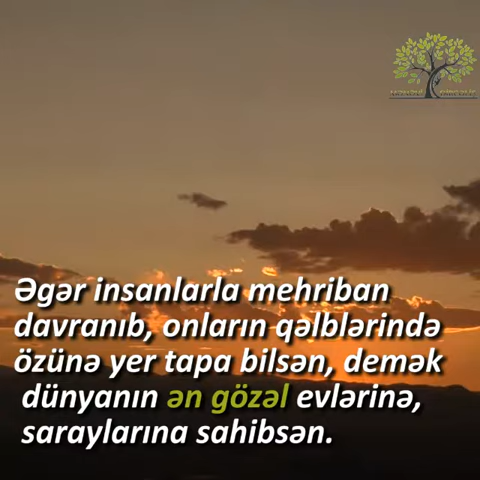 Əgər insanlarla mehriban
davranıb, onların qəlblərində
özünə yer tapa bilsən, demək
dünyanın ən gözəl evlərinə,
saraylarına sahibsən.